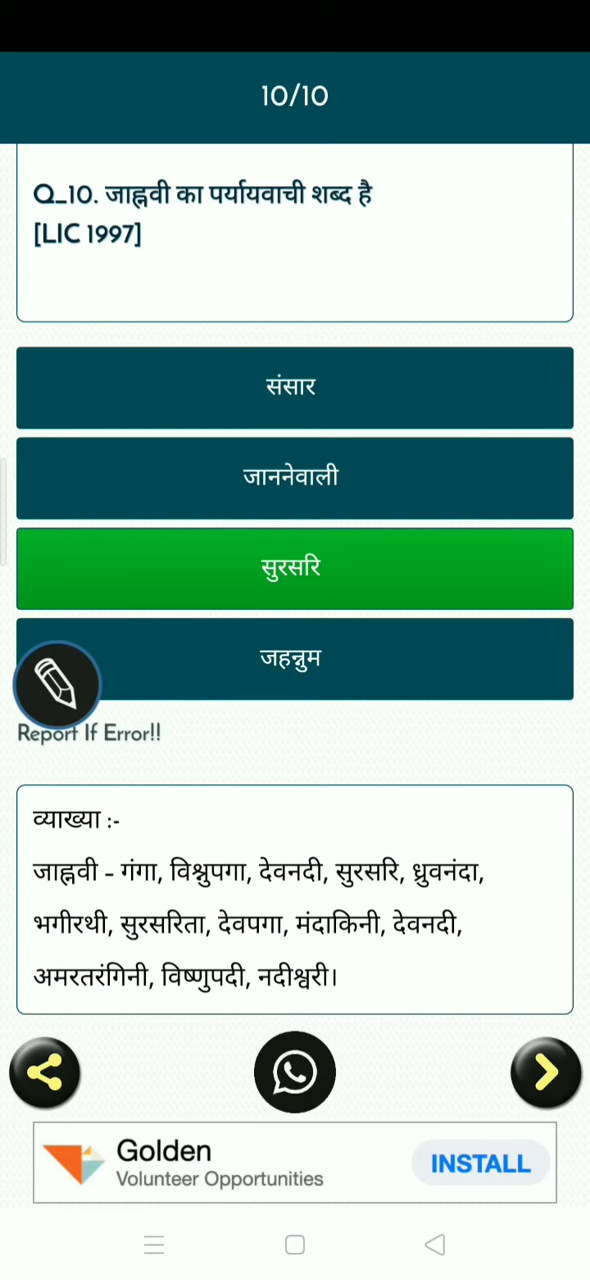 10/10
Q_10. जाह्नवी का पर्यायवाची शब्द है
[LIC 1997]
संसार
जाननेवाली
सुरसरि
जहन्नुम
Report If Error!!
व्याख्या :-
जाह्नवी - गंगा, विश्नुपगा, देवनदी, सुरसरि, ध्रुवनंदा,
भगीरथी, सुरसरिता, देवपगा, मंदाकिनी, देवनदी,
अमरतरंगिनी, विष्णुपदी, नदीश्वरी।
Golden
Volunteer Opportunities
INSTALL